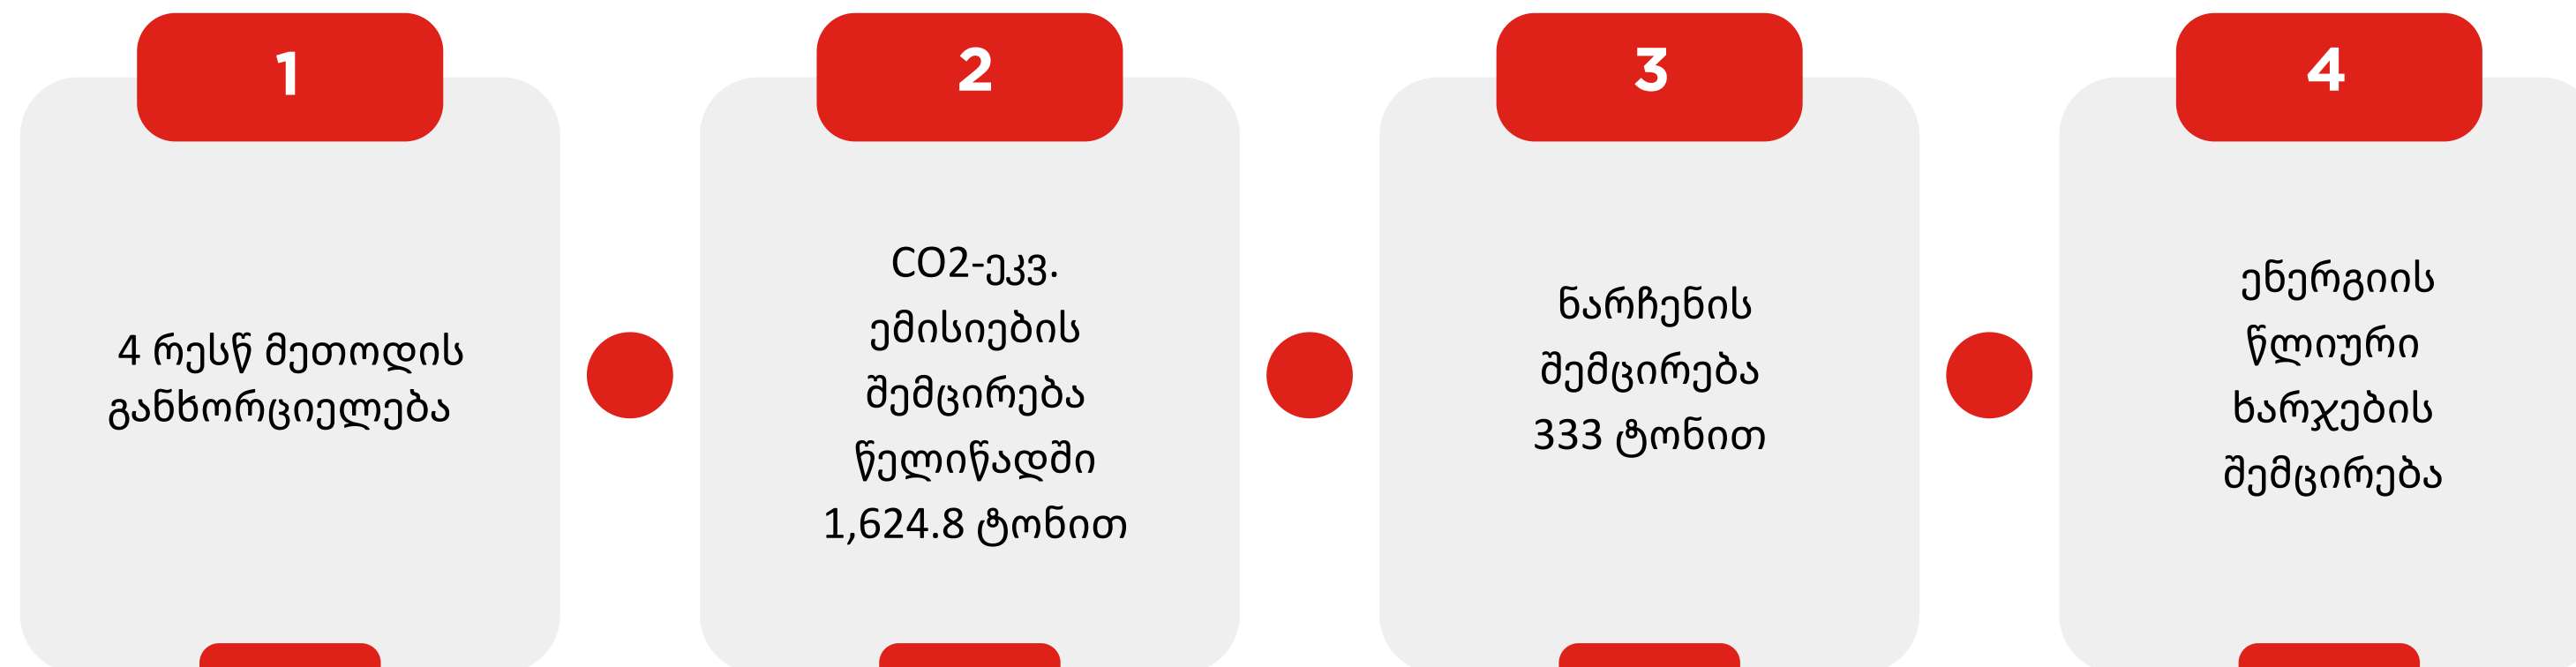 1
4 რესწ მეთოდის
განხორციელება
2
CO2-ეკვ.
ემისიების
შემცირება
წელიწადში
1,624.8 ტონით
3
ნარჩენის
შემცირება
333 ტონით
4
ენერგიის
წლიური
ხარჯების
შემცირება